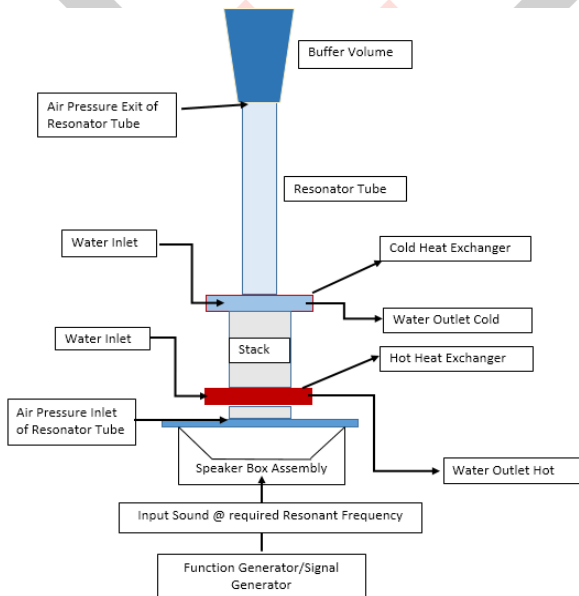 Buffer Volume
Air Pressure Exit of
Resonator Tube
Resonator Tube
Water Inlet
Cold Heat Exchanger
Water Outlet Cold
Water Inlet
Stack
Hot Heat Exchanger
Air Pressure Inlet
of Resonator Tube
Speaker Box Assembly
Water Outlet Hot
Input Sound @ required Resonant Frequency
Function Generator/Signal
Generator